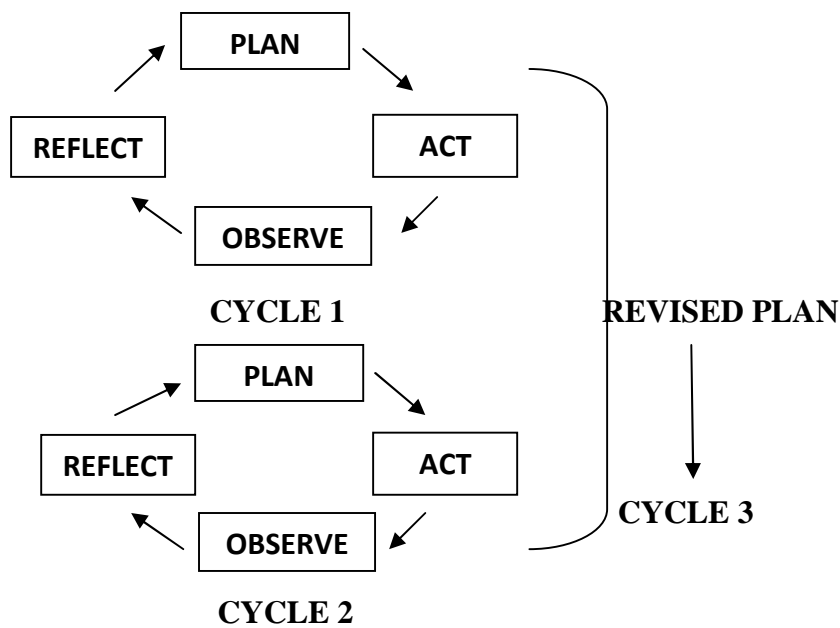 PLAN
REFLECT
ACT
OBSERVE
CYCLE 1
REVISED PLAN
PLAN
REFLECT
ACT
CYCLE 3
OBSERVE
CYCLE 2